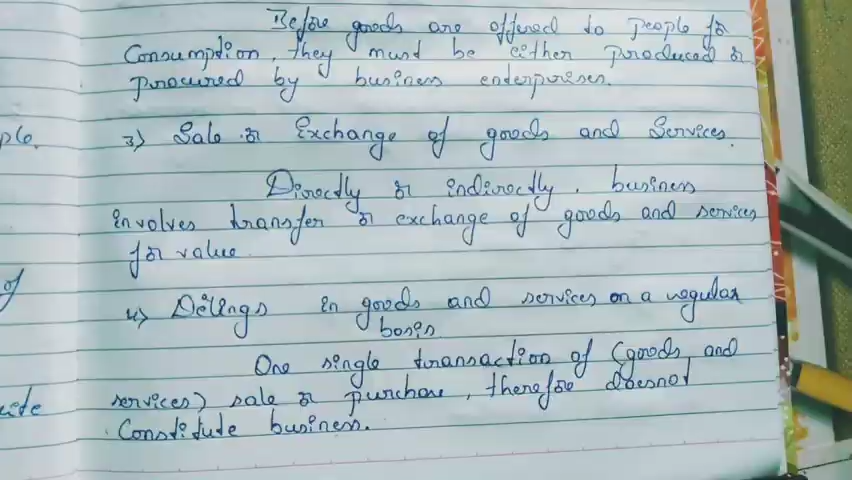 Before goods are offered to people for
Consumption, they must be either produced or
procured by business enterprises.
ple.
3) Sale or Exchange of goods and Services.
Directly or indirectly, business
involves transfer or exchange of goods and services
for value
of
4) Deilings in goods and services on a regular
basis
One single transaction of (goods and
services) sale or purchase, therefore doesnot
Constitute business.